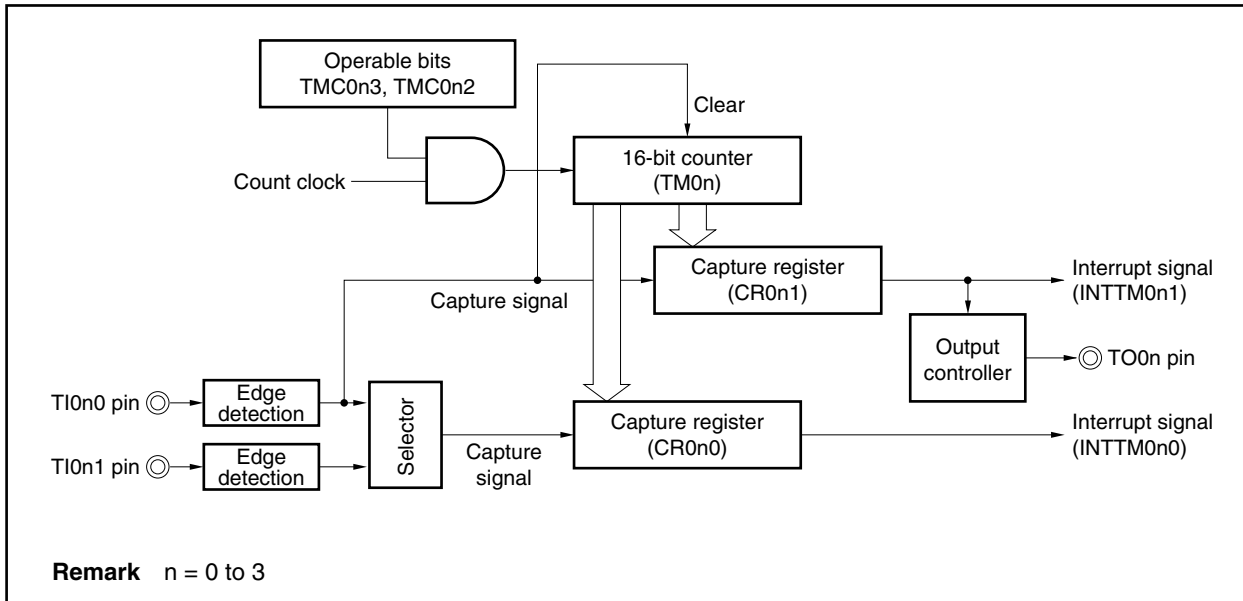 Operable bits
TMC0n3, TMC0n2
Clear
Count clock
16-bit counter
(TM0n)
Capture register
(CR0n1)
Interrupt signal
(INTTM0n1)
Capture signal
Output
controller
TO0n pin
TI0n0 pin
Edge
detection
Selector
Capture register
(CR0n0)
Interrupt signal
(INTTM0n0)
TI0n1 pin
Edge
detection
Capture
signal
Remark n = 0 to 3